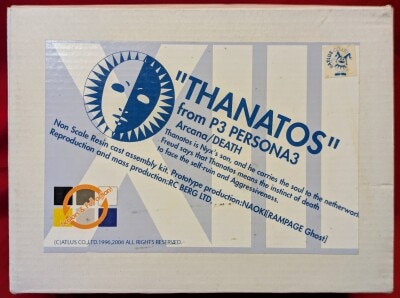 XIII
"THANATOS"
from P3 PERSONA3
Arcana/DEATH
Thanatos is Nyx's son, and he carries the soul to the netherworld.
Freud says that Thanatos means the instinct of death
to face the self-ruin and Aggressiveness.
Non Scale Resin cast assembly kit. Prototype production:NAOKI[RAMPAGE Ghost]
Reproduction and mass production:RC BERG LTD
(C)ATLUS CO.,LTD.1996,2006 ALL RIGHTS RESERVED.